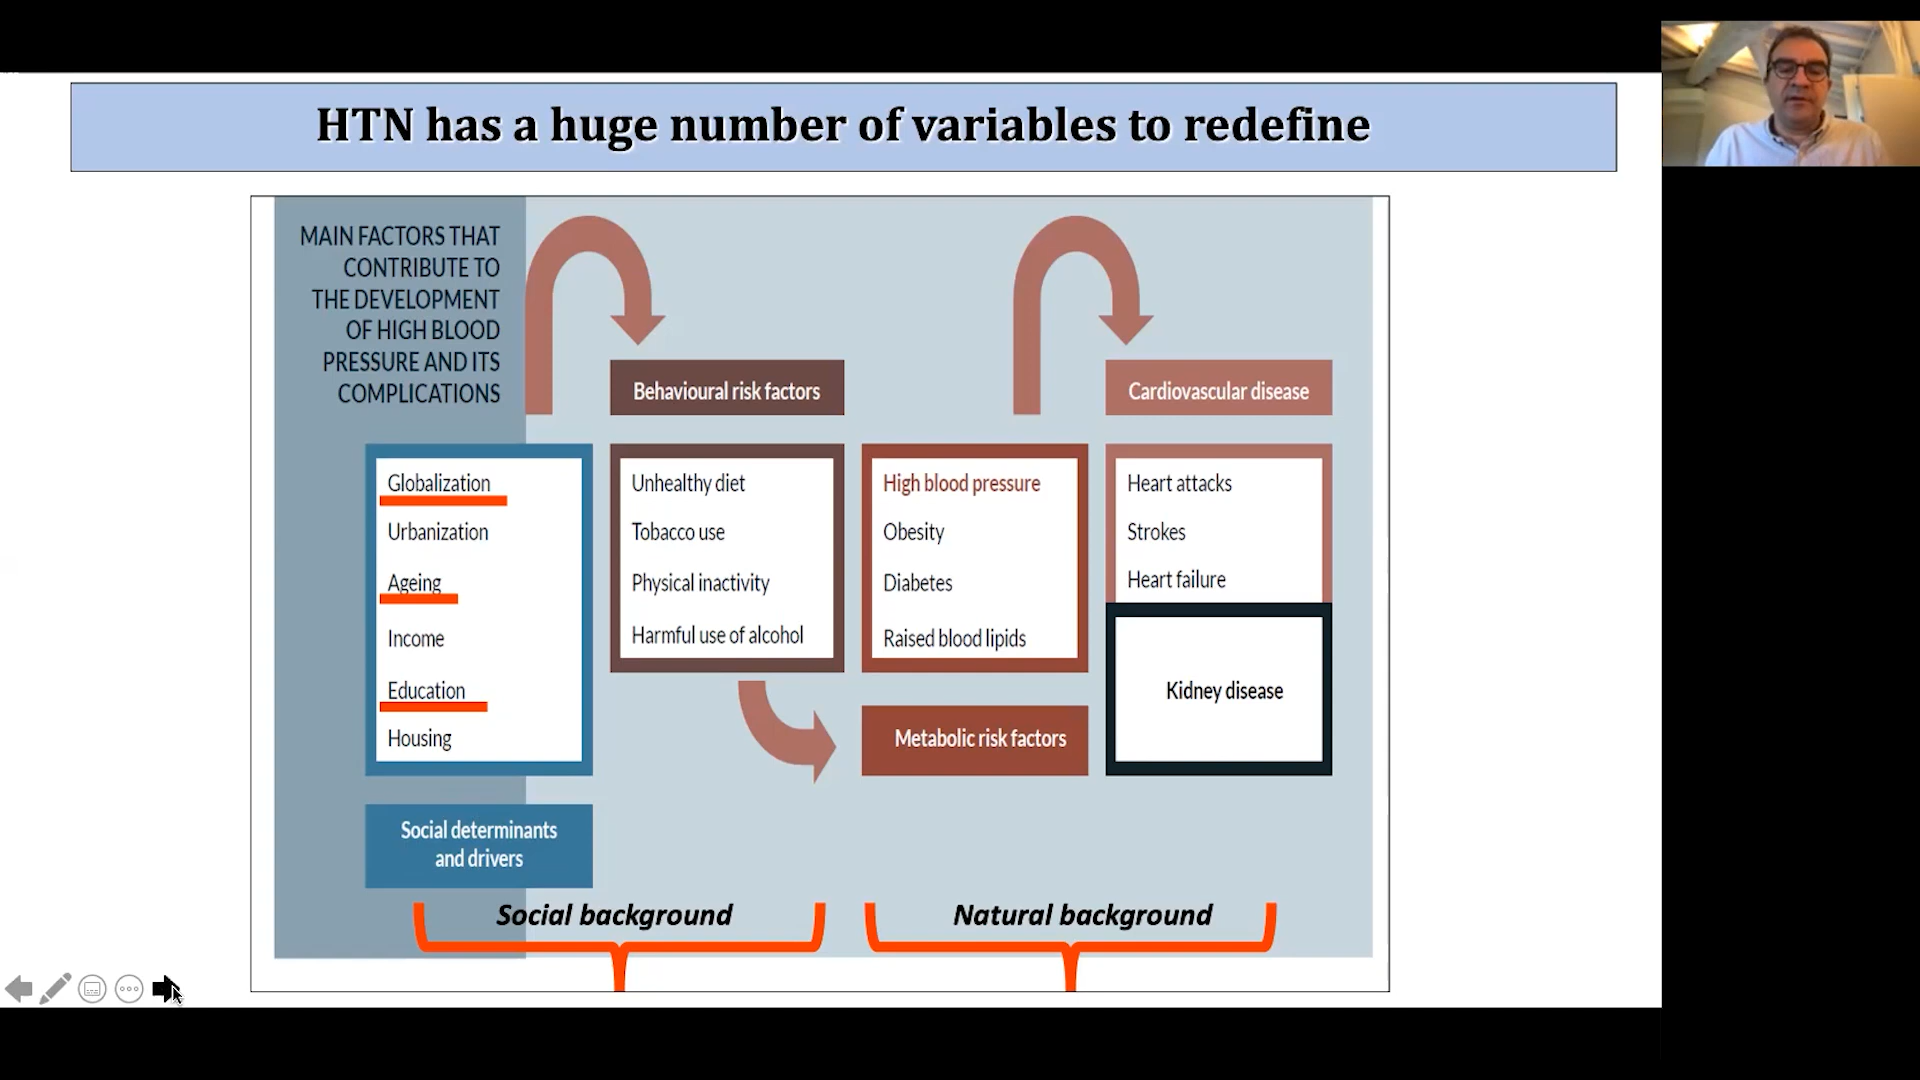 HTN has a huge number of variables to redefine
MAIN FACTORS THAT
CONTRIBUTE TO
THE DEVELOPMENT
OF HIGH BLOOD
PRESSURE AND ITS
COMPLICATIONS
Globalization
Urbanization
Ageing
Income
Education
Housing
Social determinants
and drivers
Behavioural risk factors
Unhealthy diet
Tobacco use
Physical inactivity
Harmful use of alcohol
High blood pressure
Obesity
Diabetes
Raised blood lipids
Metabolic risk factors
Cardiovascular disease
Heart attacks
Strokes
Heart failure
Kidney disease
Social background
Natural background